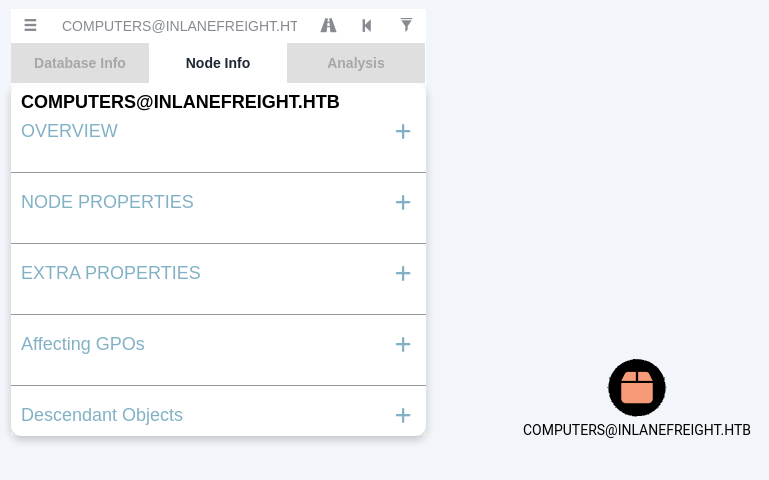 COMPUTERS@INLANEFREIGHT.HT
Database Info
Node Info
Analysis
COMPUTERS@INLANEFREIGHT.HTB
OVERVIEW
NODE PROPERTIES
EXTRA PROPERTIES
Affecting GPOs
Descendant Objects
COMPUTERS@INLANEFREIGHT.HTB